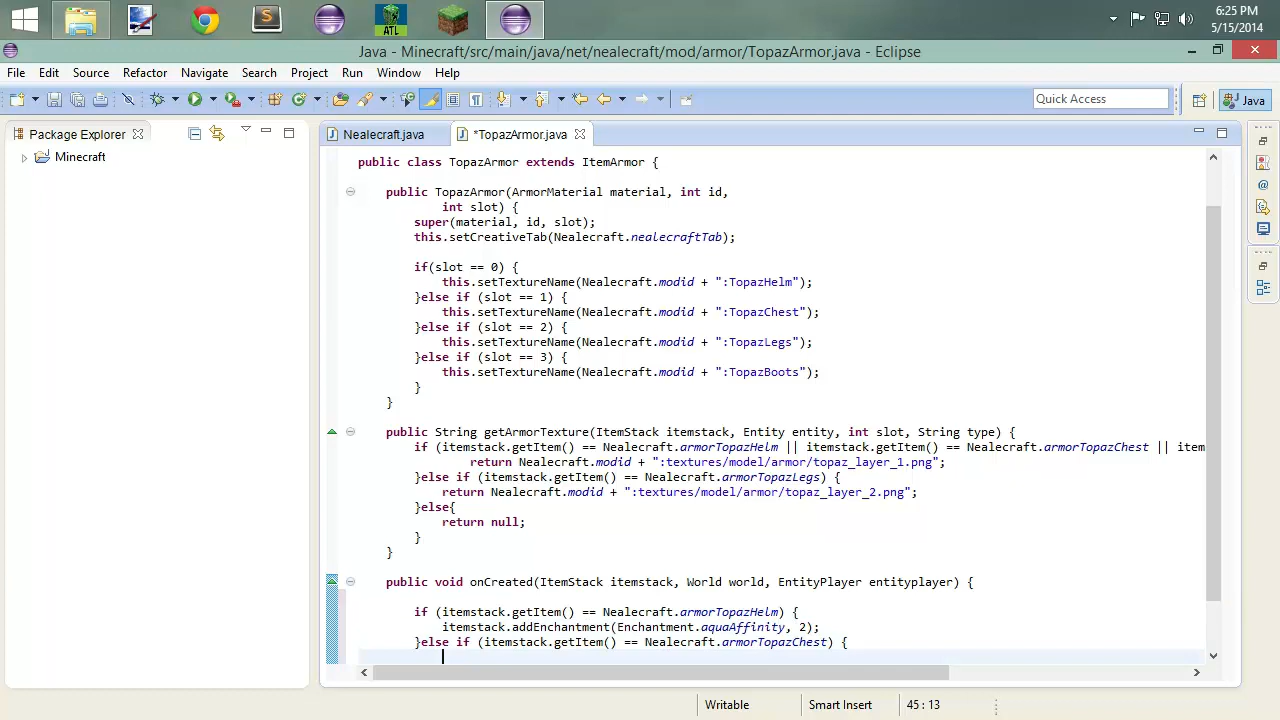 ATL
6:25 PM
5/15/2014
Java - Minecraft/src/main/java/net/nealecraft/mod/armor/TopazArmor.java - Eclipse
File Edit Source Refactor Navigate Search Project Run Window Help
Quick Access
Java
Package Explorer
Nealecraft.java
*TopazArmor.java
Minecraft
public class TopazArmor extends ItemArmor {
public TopazArmor(ArmorMaterial material, int id,
int slot) {
super(material, id, slot);
this.setCreativeTab(Nealecraft.nealecraftTab);
if(slot == 0) {
this.setTextureName(Nealecraft.modid + ":TopazHelm");
}else if (slot == 1) {
this.setTextureName(Nealecraft.modid + ":TopazChest");
}else if (slot == 2) {
this.setTextureName(Nealecraft.modid + ":TopazLegs");
}else if (slot == 3) {
this.setTextureName(Nealecraft.modid + ":TopazBoots");
}
}
public String getArmorTexture(ItemStack itemstack, Entity entity, int slot, String type) {
if (itemstack.getItem() == Nealecraft.armorTopazHelm || itemstack.getItem() == Nealecraft.armorTopazChest || item
return Nealecraft.modid + ":textures/model/armor/topaz_layer_1.png";
}else if (itemstack.getItem() == Nealecraft.armorTopazLegs) {
return Nealecraft.modid + ":textures/model/armor/topaz_layer_2.png";
}else{
return null;
}
}
public void onCreated(ItemStack itemstack, World world, EntityPlayer entityplayer) {
if (itemstack.getItem() == Nealecraft.armorTopazHelm) {
itemstack.addEnchantment(Enchantment.aquaAffinity, 2);
}else if (itemstack.getItem() == Nealecraft.armorTopazChest) {
Writable
Smart Insert
45 : 13